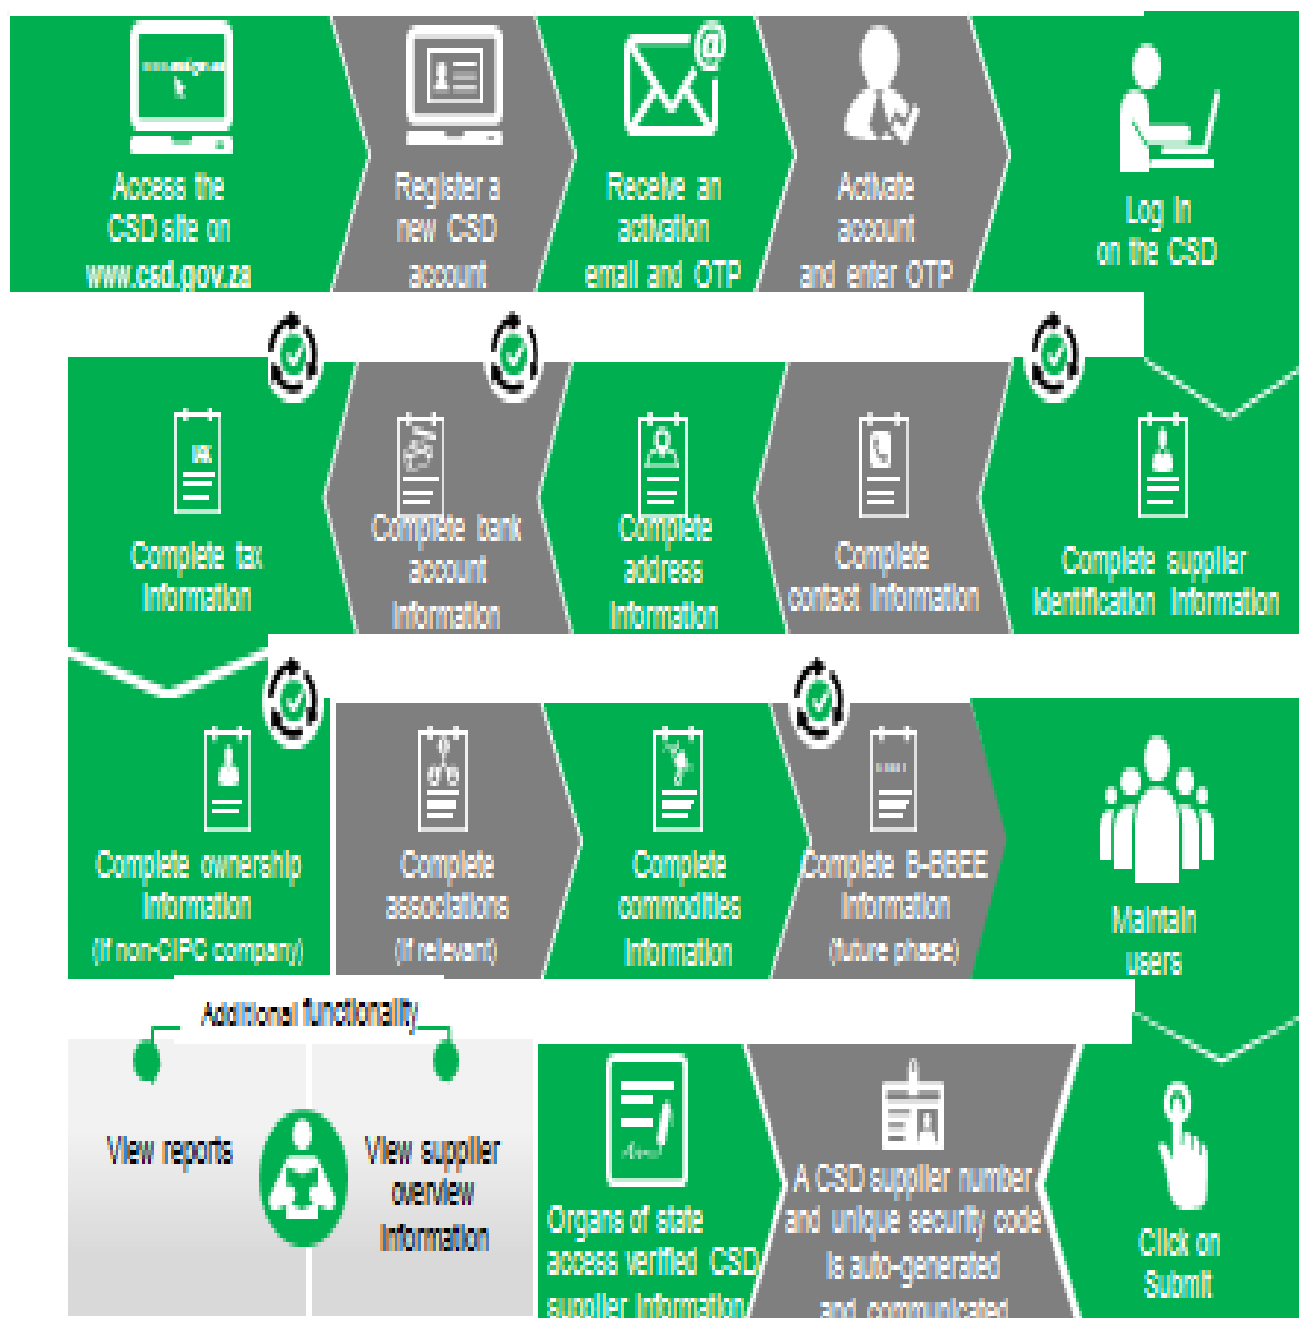 Access the
CSD site on
www.csd.gov.za
Register a
new CSD
account
Receive an
activation
email and OTP
Activate
account
and enter OTP
Log in
on the CSD
Complete supplier
identification information
Complete
contact information
Complete
address
information
Complete bank
account
information
Complete tax
information
Complete ownership
information
(if non-CIPC company)
Complete
associations
(if relevant)
Complete
commodities
information
Complete B-BBEE
information
(future phase)
Maintain
users
Click on
Submit
A CSD supplier number
and unique security code
is auto-generated
and communicated
Organs of state
access verified CSD
supplier information
Additional functionality
View reports
View supplier
overview
information